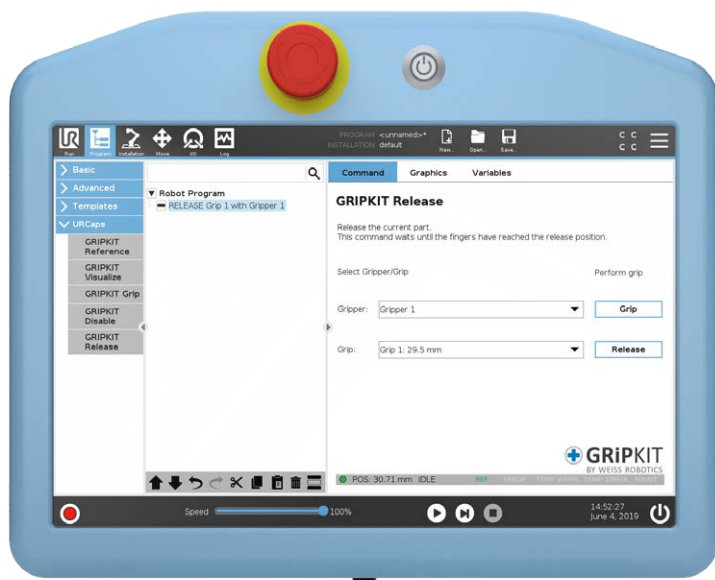 PROGRAM <unnamed>*
INSTALLATION default
Run Program Installation Move I/O Log
New... Open... Save...
C C
C C
Basic
Advanced
Templates
URCaps
GRIPKIT
Reference
GRIPKIT
Visualize
GRIPKIT Grip
GRIPKIT
Disable
GRIPKIT
Release
Robot Program
RELEASE Grip 1 with Gripper 1
Command Graphics Variables
GRIPKIT Release
Release the current part.
This command waits until the fingers have reached the release position.
Select Gripper/Grip Perform grip
Gripper: Gripper 1 Grip
Grip: Grip 1: 29.5 mm Release
GRiPKIT
BY WEISS ROBOTICS
POS: 30.71 mm IDLE REF ERROR TEMP WARN TEMP ERROR MAINT
Speed 100%
14:52:27
June 4, 2019